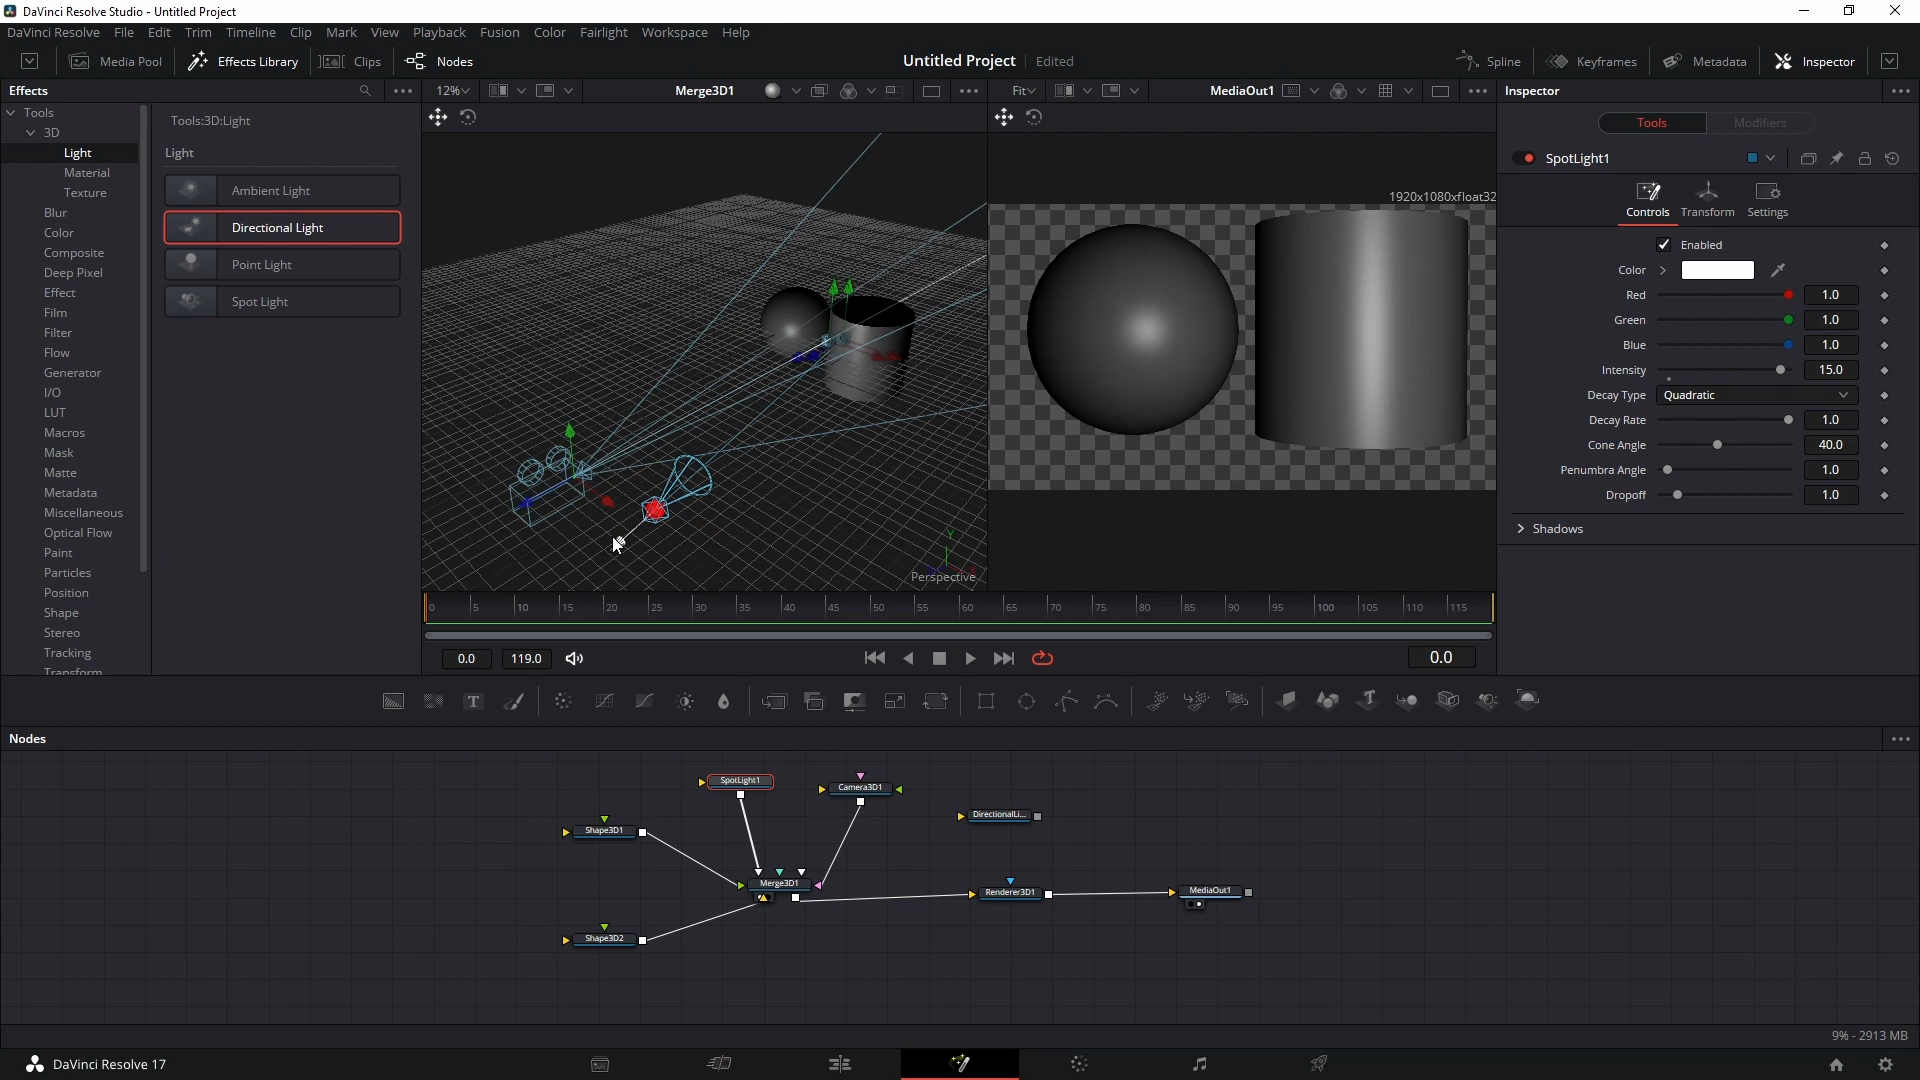 DaVinci Resolve Studio - Untitled Project
DaVinci Resolve File Edit Trim Timeline Clip Mark View Playback Fusion Color Fairlight Workspace Help
Media Pool Effects Library Clips Nodes Untitled Project Edited Spline Keyframes Metadata Inspector
Effects 12% Merge3D1 Fit MediaOut1 Inspector
Tools
3D
Light
Material
Texture
Blur
Color
Composite
Deep Pixel
Effect
Film
Filter
Flow
Generator
I/O
LUT
Macros
Mask
Matte
Metadata
Miscellaneous
Optical Flow
Paint
Particles
Position
Shape
Stereo
Tracking
Transform
Tools:3D:Light
Light
Ambient Light
Directional Light
Point Light
Spot Light
Y
Perspective
1920x1080xfloat32
Tools Modifiers
SpotLight1
Controls Transform Settings
Enabled
Color
Red 1.0
Green 1.0
Blue 1.0
Intensity 15.0
Decay Type Quadratic
Decay Rate 1.0
Cone Angle 40.0
Penumbra Angle 1.0
Dropoff 1.0
Shadows
0 5 10 15 20 25 30 35 40 45 50 55 60 65 70 75 80 85 90 95 100 105 110 115
0.0 119.0 0.0
T T
Nodes
SpotLight1
Camera3D1
DirectionalLi...
Shape3D1
Merge3D1
Renderer3D1
MediaOut1
Shape3D2
9% - 2913 MB
DaVinci Resolve 17